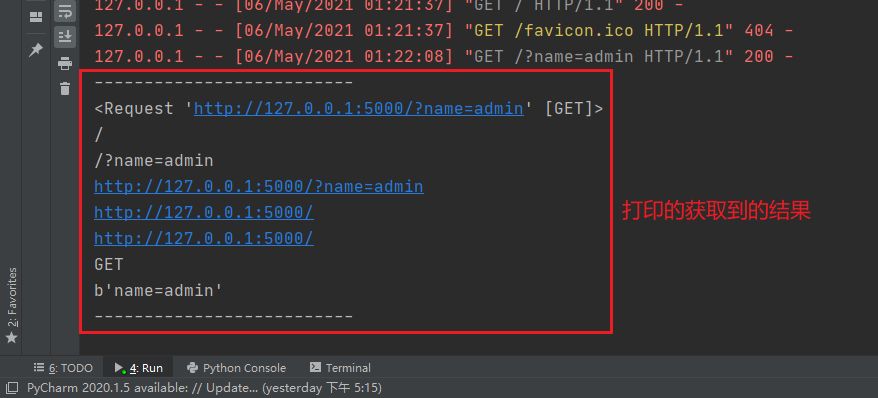 127.0.0.1 - - [06/May/2021 01:21:37] "GET / HTTP/1.1" 200 -
127.0.0.1 - - [06/May/2021 01:21:37] "GET /favicon.ico HTTP/1.1" 404 -
127.0.0.1 - - [06/May/2021 01:22:08] "GET /?name=admin HTTP/1.1" 200 -
--------------------------
<Request 'http://127.0.0.1:5000/?name=admin' [GET]>
/
/?name=admin
http://127.0.0.1:5000/?name=admin
http://127.0.0.1:5000/
http://127.0.0.1:5000/
打印的获取到的结果
GET
b'name=admin'
--------------------------
2: Favorites
6: TODO 4: Run Python Console Terminal
PyCharm 2020.1.5 available: // Update... (yesterday 下午 5:15)